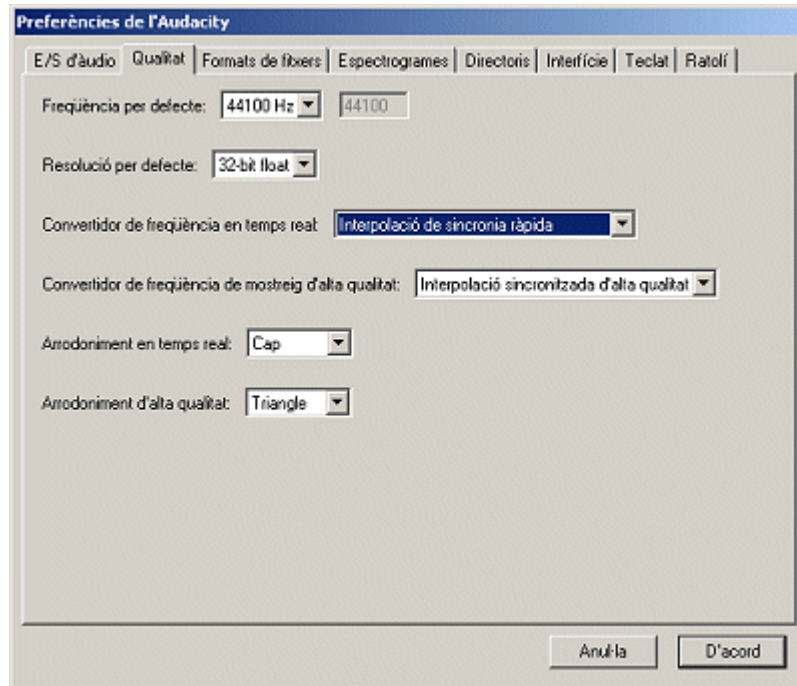 Preferències de l'Audacity
E/S d'àudio Qualitat Formats de fitxers Espectrogrames Directoris Interfície Teclat Ratolí
Freqüència per defecte: 44100 Hz 44100
Resolució per defecte: 32-bit float
Convertidor de freqüència en temps real: Interpolació de sincronia ràpida
Convertidor de freqüència de mostreig d'alta qualitat: Interpolació sincronitzada d'alta qualitat
Arrodoniment en temps real: Cap
Arrodoniment d'alta qualitat: Triangle
Anul·la D'acord